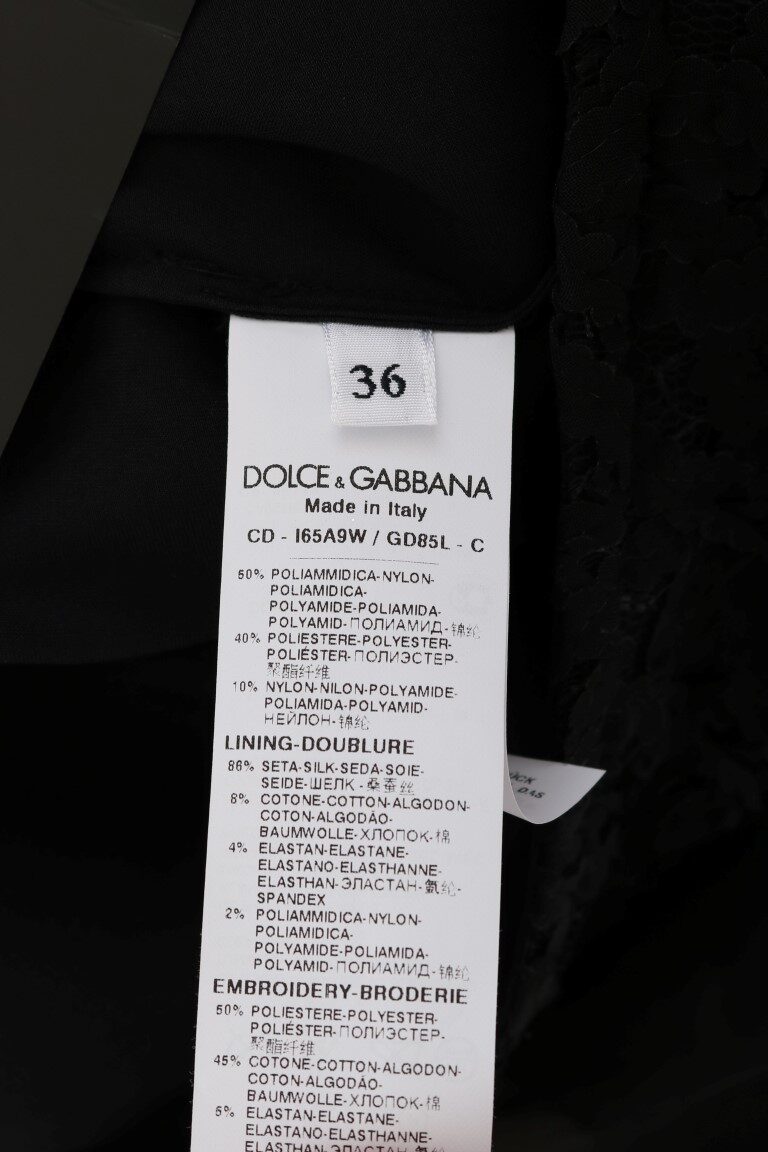 36
DOLCE & GABBANA
Made in Italy
CD - I65A9W / GD85L - C
50% POLIAMMIDICA-NYLON-
POLIAMIDICA-
POLYAMIDE-POLIAMIDA-
POLYAMID-ПОЛИАМИД-锦纶
40% POLIESTERE-POLYESTER-
POLIÉSTER-ПОЛИЭСТЕР-
聚酯纤维
10% NYLON-NILON-POLYAMIDE-
POLIAMIDA-POLYAMID-
НЕЙЛОН-锦纶
LINING-DOUBLURE
86% SETA-SILK-SEDA-SOIE-
SEIDE-ШЕЛК-桑蚕丝
8% COTONE-COTTON-ALGODON-
COTON-ALGODÃO-
BAUMWOLLE-ХЛОПОК-棉
4% ELASTAN-ELASTANE-
ELASTANO-ELASTHANNE-
ELASTHAN-ЭЛАСТАН-氨纶-
SPANDEX
2% POLIAMMIDICA-NYLON-
POLIAMIDICA-
POLYAMIDE-POLIAMIDA-
POLYAMID-ПОЛИАМИД-锦纶
EMBROIDERY-BRODERIE
50% POLIESTERE-POLYESTER-
POLIÉSTER-ПОЛИЭСТЕР-
聚酯纤维
45% COTONE-COTTON-ALGODON-
COTON-ALGODÃO-
BAUMWOLLE-ХЛОПОК-棉
5% ELASTAN-ELASTANE-
ELASTANO-ELASTHANNE-
ELASTHAN-ЭЛАСТАН-氨纶-
DAS